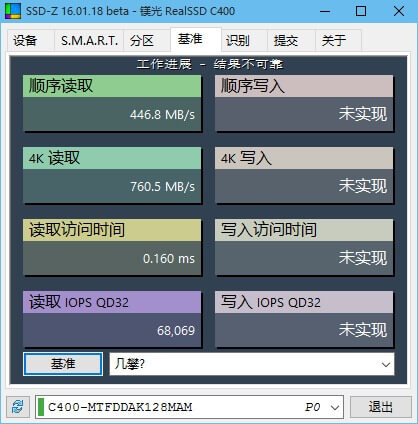 SSD-Z 16.01.18 beta - 镁光 RealSSD C400
设备 S.M.A.R.T. 分区 基准 识别 提交 关于
工作进展 - 结果不可靠
顺序读取 顺序写入
446.8 MB/s 未实现
4K 读取 4K 写入
760.5 MB/s 未实现
读取访问时间 写入访问时间
0.160 ms 未实现
读取 IOPS QD32 写入 IOPS QD32
68,069 未实现
基准 几攀?
C400-MTFDDAK128MAM P0 退出